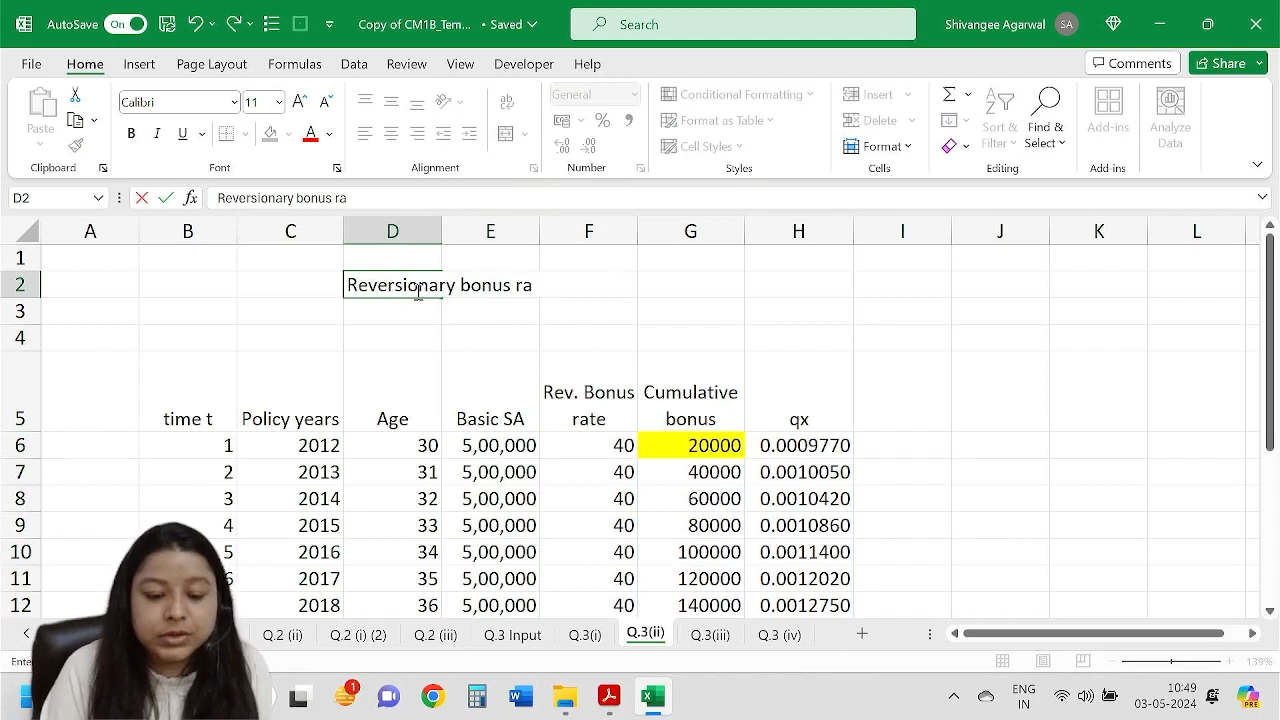 AutoSave On Copy of CM1B_Tem... • Saved Search Shivangee Agarwal SA
File Home Insert Page Layout Formulas Data Review View Developer Help Comments Share
Calibri 11 General Conditional Formatting Insert
Paste Format as Table Delete Sort & Filter Find & Select Add-ins Analyze Data
B I U A Cell Styles Format
Clipboard Font Alignment Number Styles Cells Editing Add-ins
D2 fx Reversionary bonus ra
A B C D E F G H I J K L
1
2 Reversionary bonus ra
3
4
5 time t Policy years Age Basic SA Rev. Bonus rate Cumulative bonus qx
6 1 2012 30 5,00,000 40 20000 0.0009770
7 2 2013 31 5,00,000 40 40000 0.0010050
8 3 2014 32 5,00,000 40 60000 0.0010420
9 4 2015 33 5,00,000 40 80000 0.0010860
10 5 2016 34 5,00,000 40 100000 0.0011400
11 6 2017 35 5,00,000 40 120000 0.0012020
12 2018 36 5,00,000 40 140000 0.0012750
Q.2 (ii) Q.2 (i) (2) Q.2 (iii) Q.3 Input Q.3(i) Q.3(ii) Q.3(iii) Q.3 (iv)
139%
1 ENG IN 10:49 03-05-2024 PRE